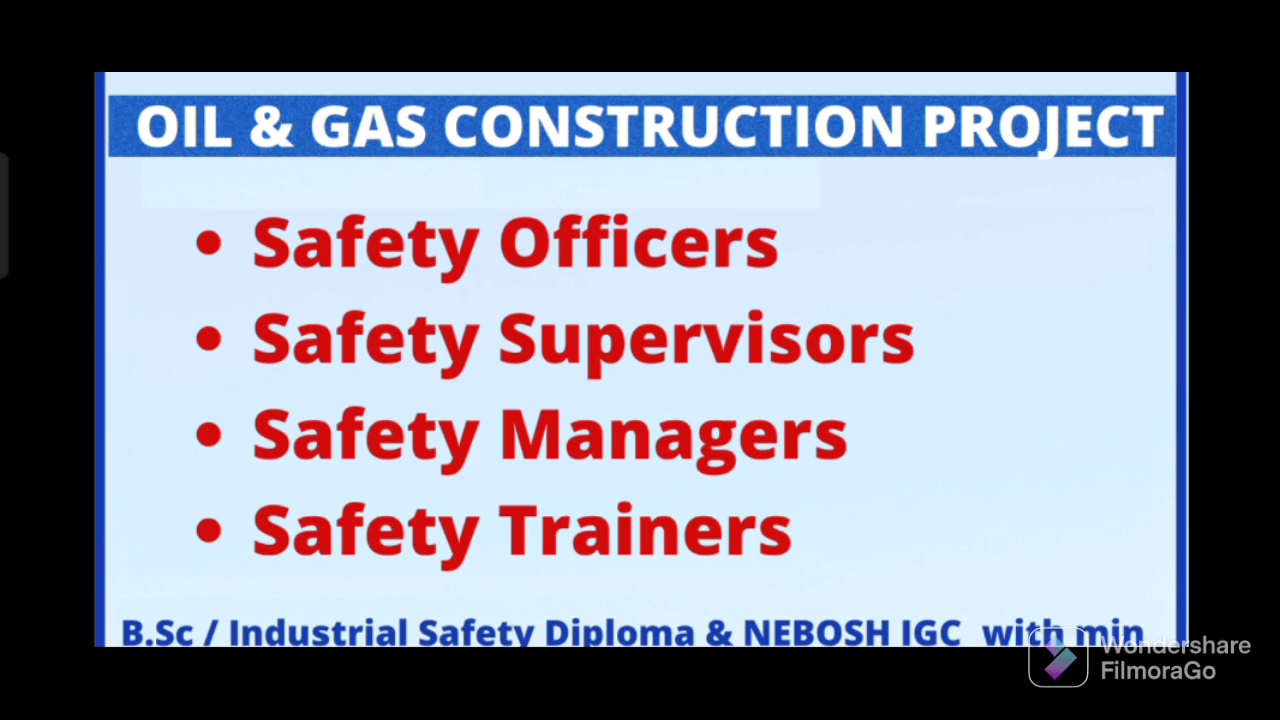 OIL & GAS CONSTRUCTION PROJECT
• Safety Officers
• Safety Supervisors
• Safety Managers
• Safety Trainers
B.Sc / Industrial Safety Diploma & NEBOSH IGC with min
Wondershare
FilmoraGo